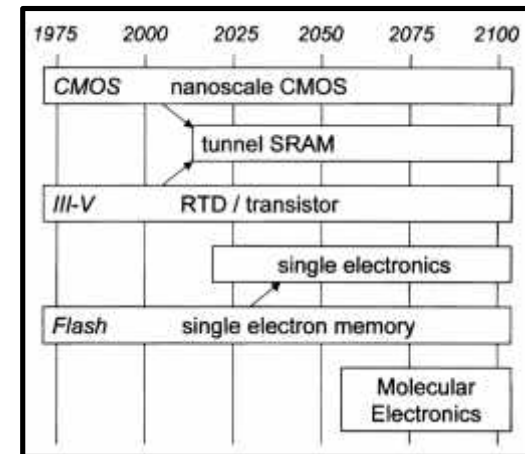 1975 2000 2025 2050 2075 2100
CMOS nanoscale CMOS
tunnel SRAM
III-V RTD / transistor
single electronics
Flash single electron memory
Molecular
Electronics